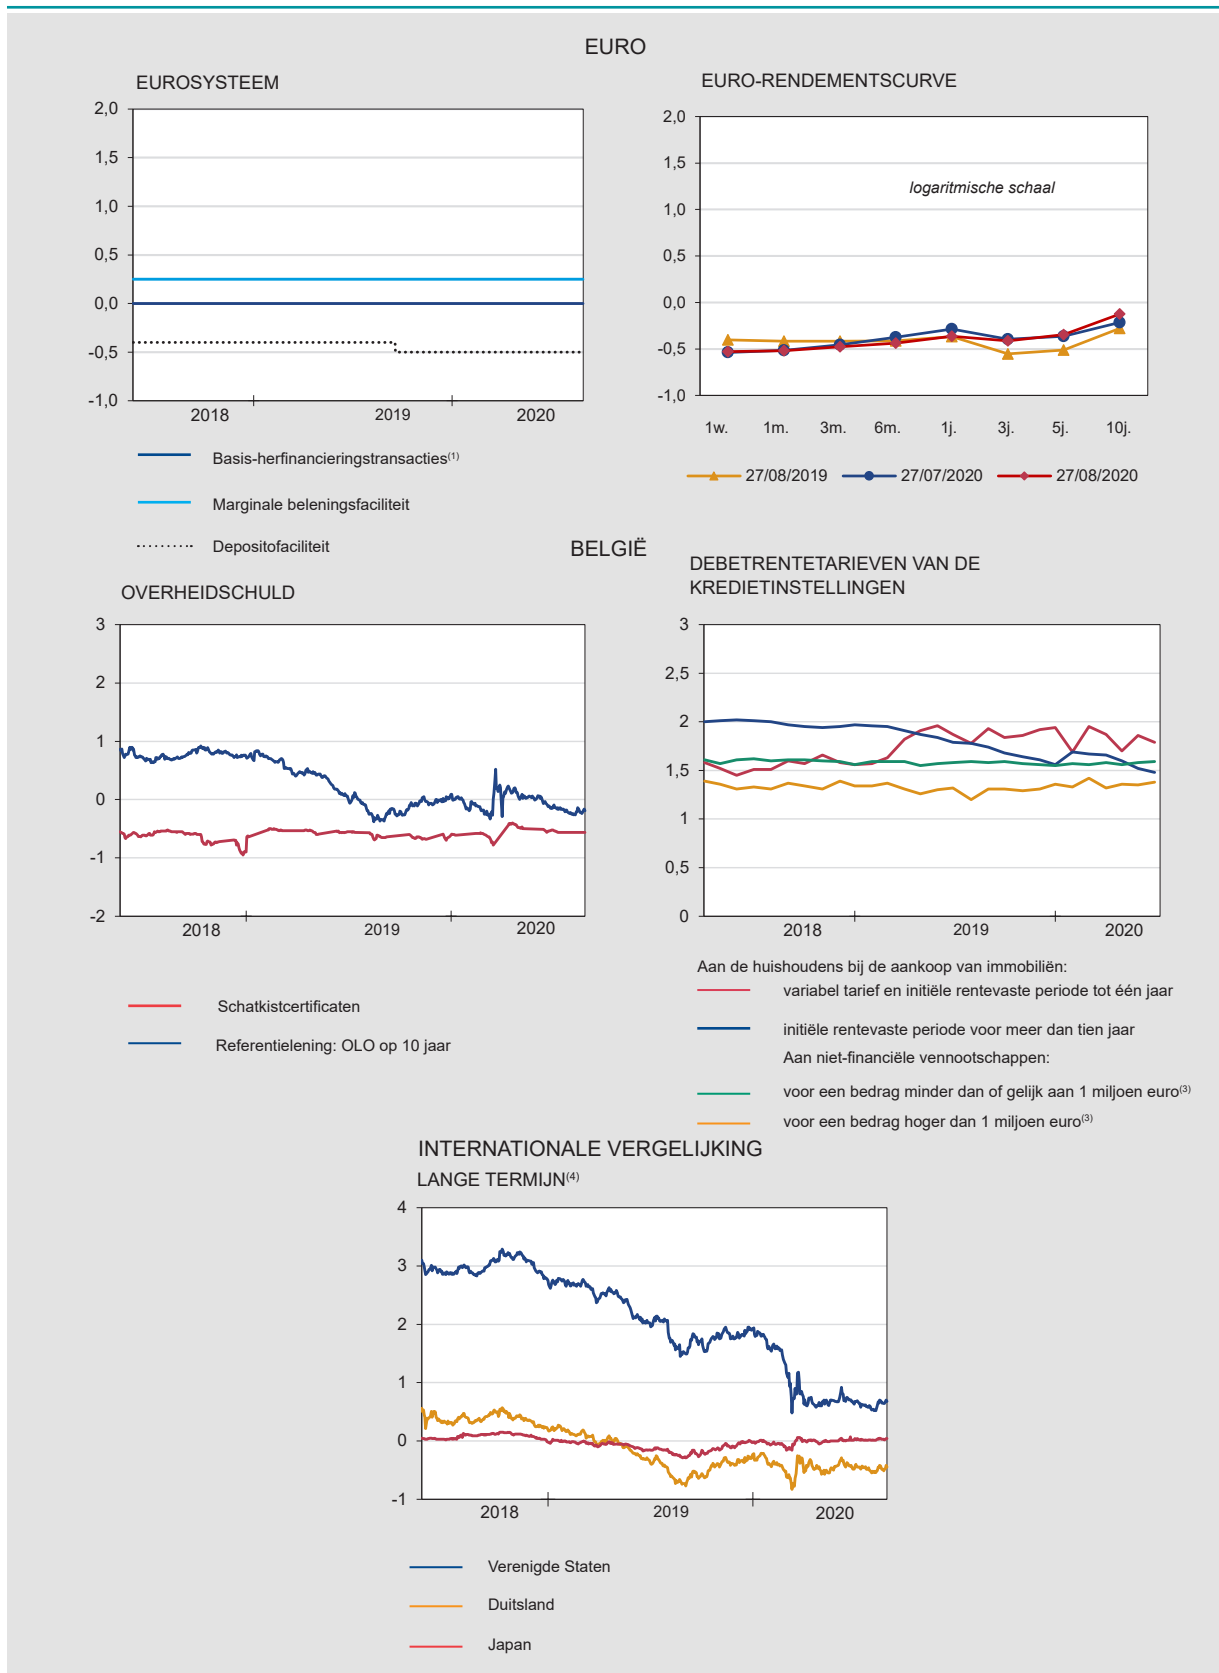 EURO
EUROSYSTEEM
2,0
1,5
1,0
0,5
0,0
-0,5
-1,0
2018
2019
2020
Basis-herfinancieringstransacties(1)
Marginale beleningsfaciliteit
Depositofaciliteit
EURO-RENDEMENTSCURVE
2,0
1,5
1,0
0,5
0,0
-0,5
-1,0
logaritmische schaal
1w. 1m. 3m. 6m. 1j. 3j. 5j. 10j.
27/08/2019 27/07/2020 27/08/2020
BELGIË
OVERHEIDSCHULD
3
2
1
0
-1
-2
2018
2019
2020
Schatkistcertificaten
Referentielening: OLO op 10 jaar
DEBETRENTETARIEVEN VAN DE
KREDIETINSTELLINGEN
3
2,5
2
1,5
1
0,5
0
2018
2019
2020
Aan de huishoudens bij de aankoop van immobiliën:
variabel tarief en initiële rentevaste periode tot één jaar
initiële rentevaste periode voor meer dan tien jaar
Aan niet-financiële vennootschappen:
voor een bedrag minder dan of gelijk aan 1 miljoen euro(3)
voor een bedrag hoger dan 1 miljoen euro(3)
INTERNATIONALE VERGELIJKING
LANGE TERMIJN(4)
4
3
2
1
0
-1
2018
2019
2020
Verenigde Staten
Duitsland
Japan